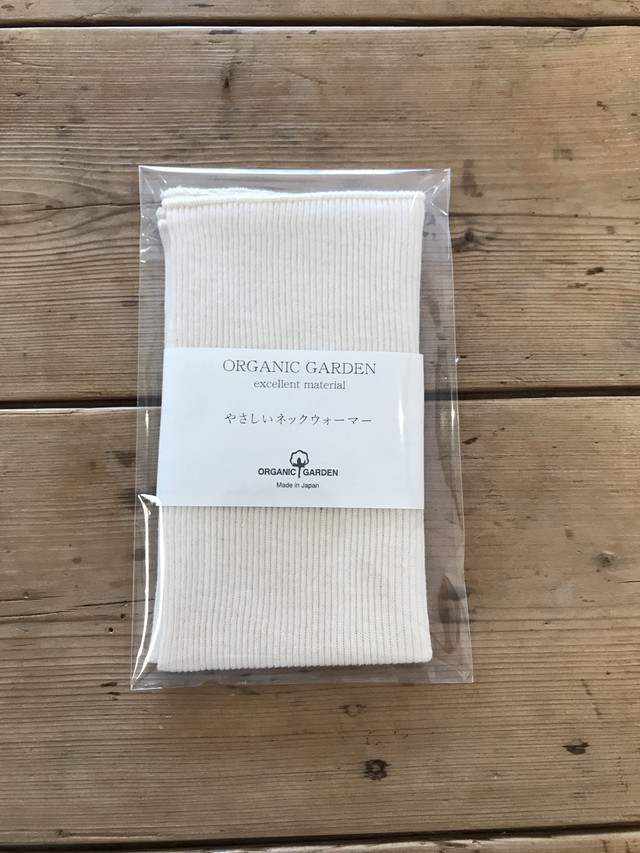 ORGANIC GARDEN
excellent material
やさしいネックウォーマー
ORGANIC GARDEN
Made in Japan